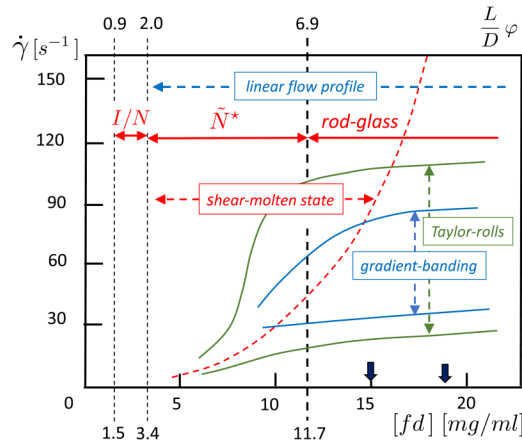 0.9 2.0 6.9 L/D φ
γ̇ [s⁻¹]
150
linear flow profile
I/N Ñ* rod-glass
120
90
shear-molten state
Taylor-rolls
60
gradient-banding
30
0 5 10 15 20
1.5 3.4 11.7 [fd] [mg/ml]